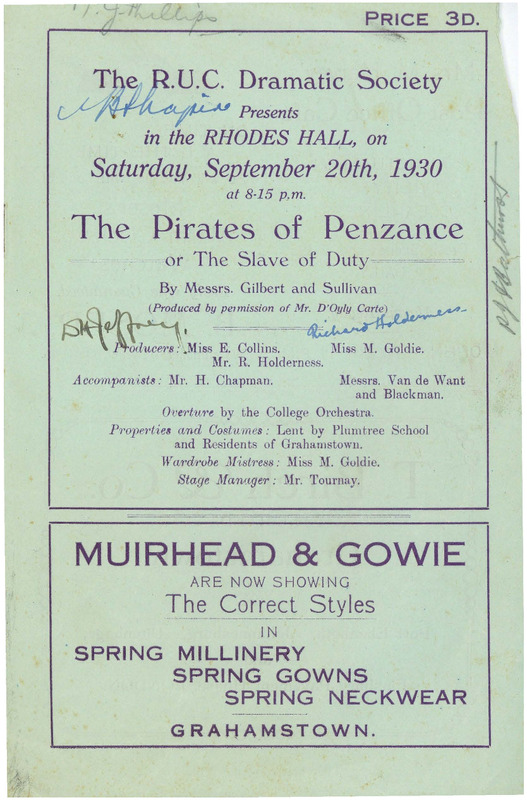 T. G. Phillips
PRICE 3D.
The R.U.C. Dramatic Society
Presents
in the RHODES HALL, on
Saturday, September 20th, 1930
at 8-15 p.m.
The Pirates of Penzance
or The Slave of Duty
By Messrs. Gilbert and Sullivan
(Produced by permission of Mr. D'Oyly Carte)
Richard Holderness
Producers: Miss E. Collins. Miss M. Goldie.
Mr. R. Holderness.
Accompanists: Mr. H. Chapman. Messrs. Van de Want
and Blackman.
Overture by the College Orchestra.
Properties and Costumes: Lent by Plumtree School
and Residents of Grahamstown.
Wardrobe Mistress: Miss M. Goldie.
Stage Manager: Mr. Tournay.
MUIRHEAD & GOWIE
ARE NOW SHOWING
The Correct Styles
IN
SPRING MILLINERY
SPRING GOWNS
SPRING NECKWEAR
GRAHAMSTOWN.